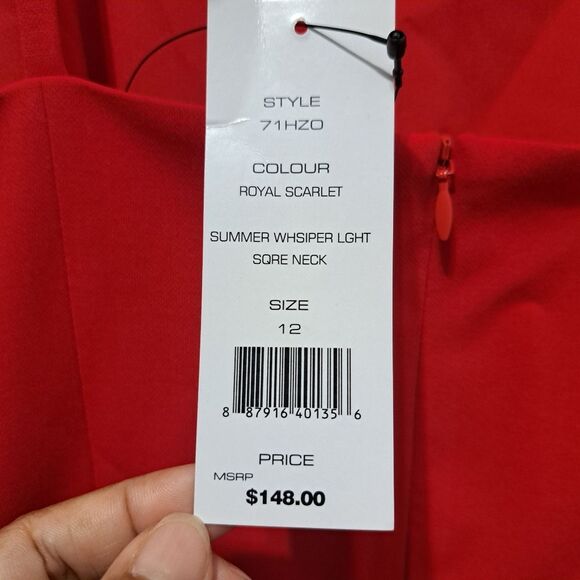 STYLE
71HZO
COLOUR
ROYAL SCARLET
SUMMER WHSIPER LGHT
SQRE NECK
SIZE
12
8 87916 40135 6
PRICE
MSRP
$148.00